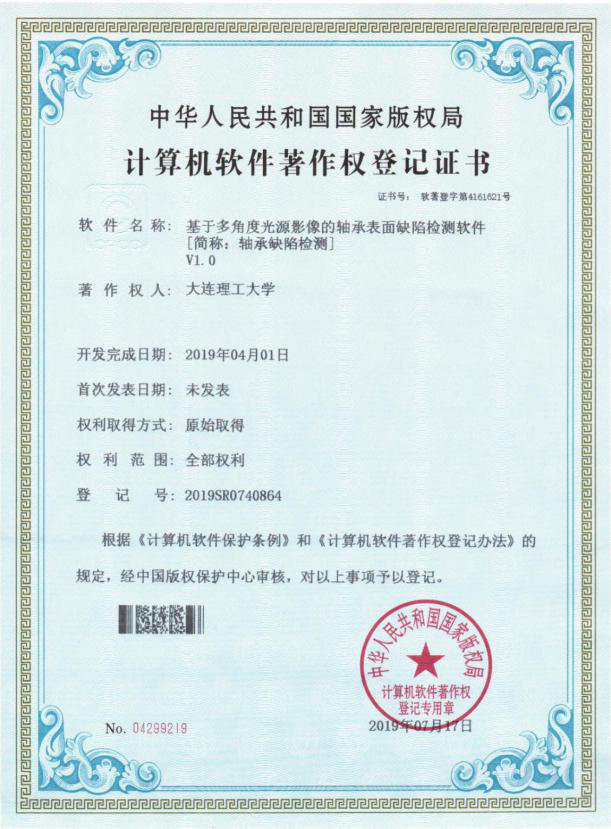 中华人民共和国国家版权局
计算机软件著作权登记证书
证书号： 软著登字第4161621号
软件名称： 基于多角度光源影像的轴承表面缺陷检测软件
[简称：轴承缺陷检测]
V1.0
著作权人： 大连理工大学
开发完成日期： 2019年04月01日
首次发表日期： 未发表
权利取得方式： 原始取得
权利范围： 全部权利
登记号： 2019SR0740864
根据《计算机软件保护条例》和《计算机软件著作权登记办法》的
规定，经中国版权保护中心审核，对以上事项予以登记。
中华人民共和国国家版权局
计算机软件著作权
登记专用章
No. 04299219
2019年07月17日